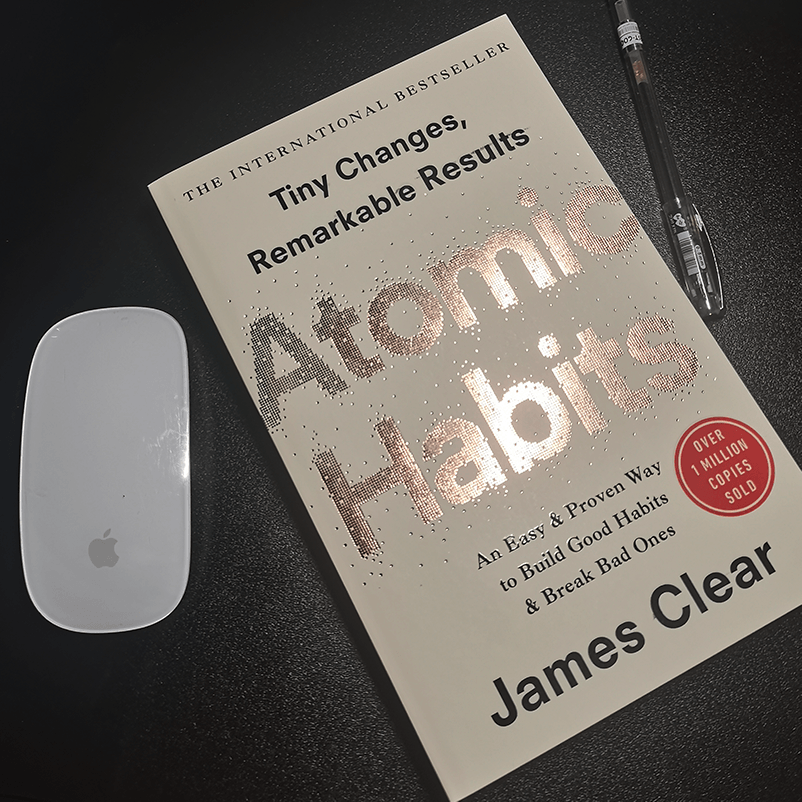 THE INTERNATIONAL BESTSELLER
Tiny Changes,
Remarkable Results
Atomic
Habits
OVER
1 MILLION
COPIES
SOLD
An Easy & Proven Way
to Build Good Habits
& Break Bad Ones
James Clear